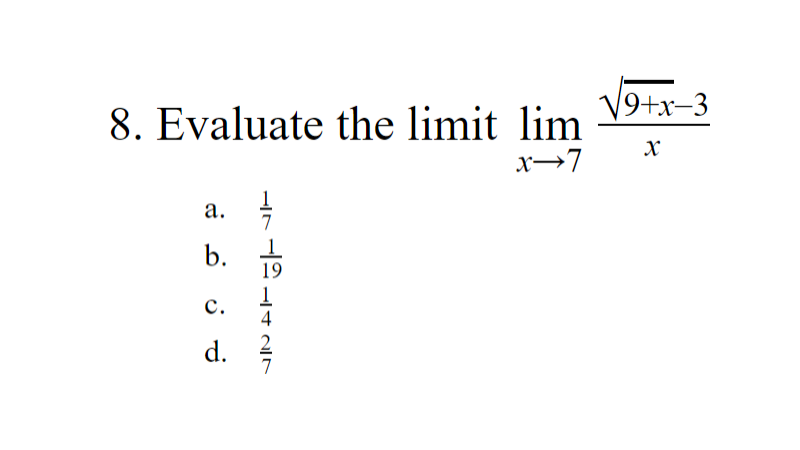 8. Evaluate the limit lim x→7 √9+x−3 / x
a. 1/7
b. 1/19
c. 1/4
d. 2/7